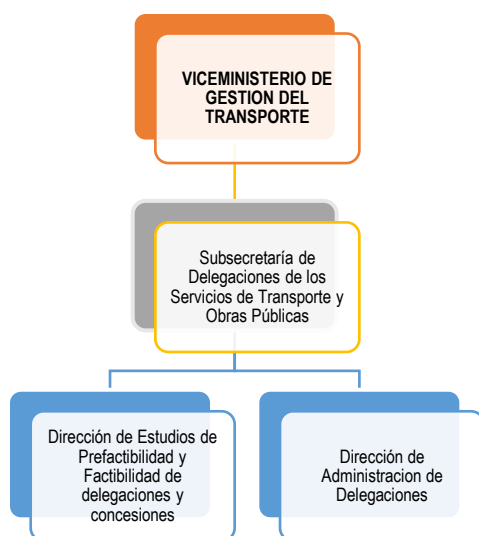 VICEMINISTERIO DE
GESTION DEL
TRANSPORTE
Subsecretaría de
Delegaciones de los
Servicios de Transporte y
Obras Públicas
Dirección de Estudios de
Prefactibilidad y
Factibilidad de
delegaciones y
concesiones
Dirección de
Administracion de
Delegaciones